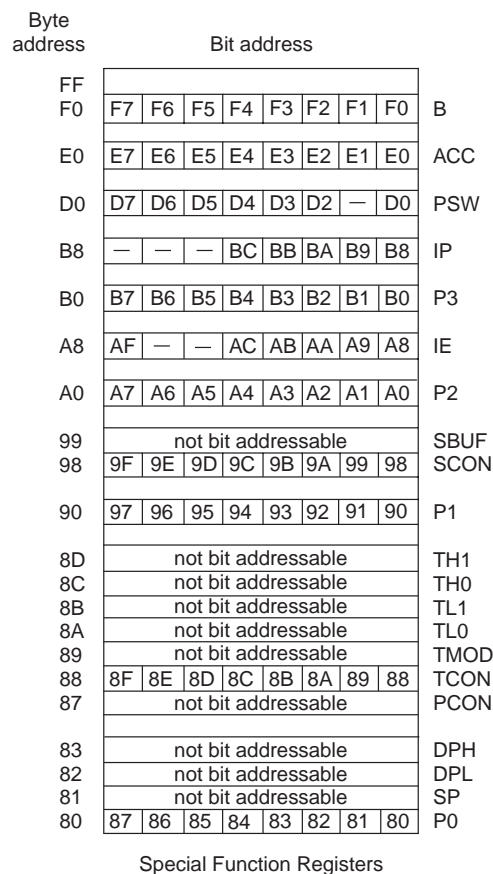 Byte
address Bit address
FF
F0 F7 F6 F5 F4 F3 F2 F1 F0 B
E0 E7 E6 E5 E4 E3 E2 E1 E0 ACC
D0 D7 D6 D5 D4 D3 D2 — D0 PSW
B8 — — — BC BB BA B9 B8 IP
B0 B7 B6 B5 B4 B3 B2 B1 B0 P3
A8 AF — — AC AB AA A9 A8 IE
A0 A7 A6 A5 A4 A3 A2 A1 A0 P2
99 not bit addressable SBUF
98 9F 9E 9D 9C 9B 9A 99 98 SCON
90 97 96 95 94 93 92 91 90 P1
8D not bit addressable TH1
8C not bit addressable TH0
8B not bit addressable TL1
8A not bit addressable TL0
89 not bit addressable TMOD
88 8F 8E 8D 8C 8B 8A 89 88 TCON
87 not bit addressable PCON
83 not bit addressable DPH
82 not bit addressable DPL
81 not bit addressable SP
80 87 86 85 84 83 82 81 80 P0
Special Function Registers